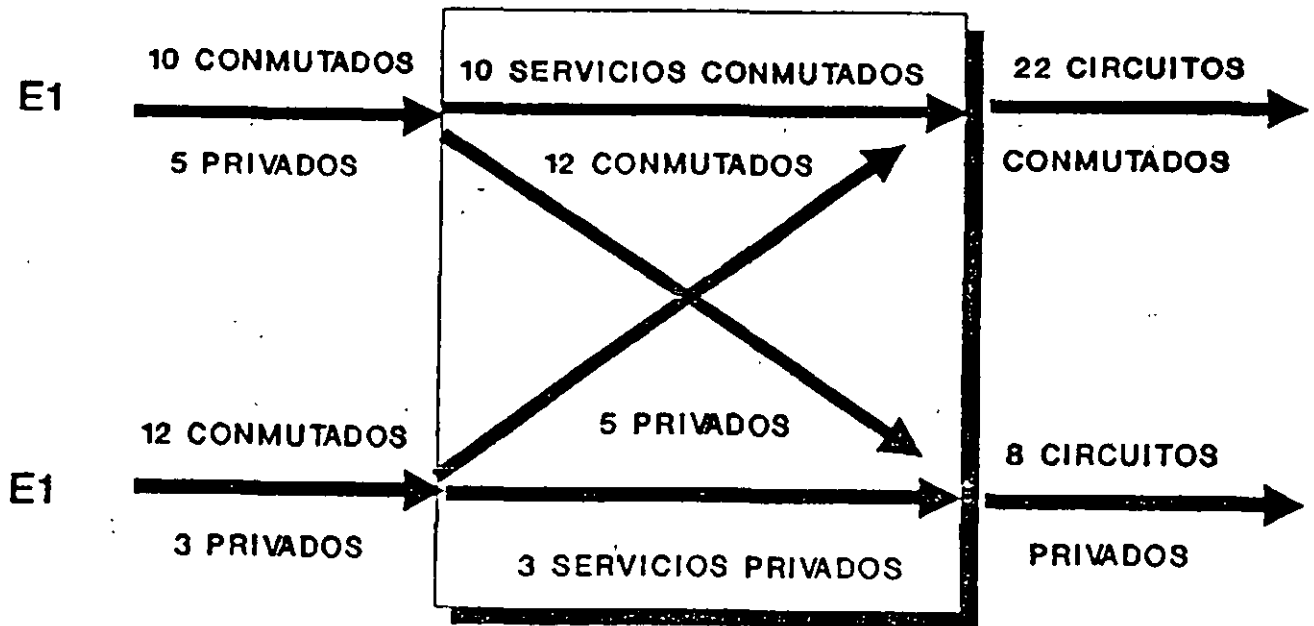 E1
10 CONMUTADOS
5 PRIVADOS
10 SERVICIOS CONMUTADOS
12 CONMUTADOS
22 CIRCUITOS
CONMUTADOS
E1
12 CONMUTADOS
3 PRIVADOS
5 PRIVADOS
3 SERVICIOS PRIVADOS
8 CIRCUITOS
PRIVADOS